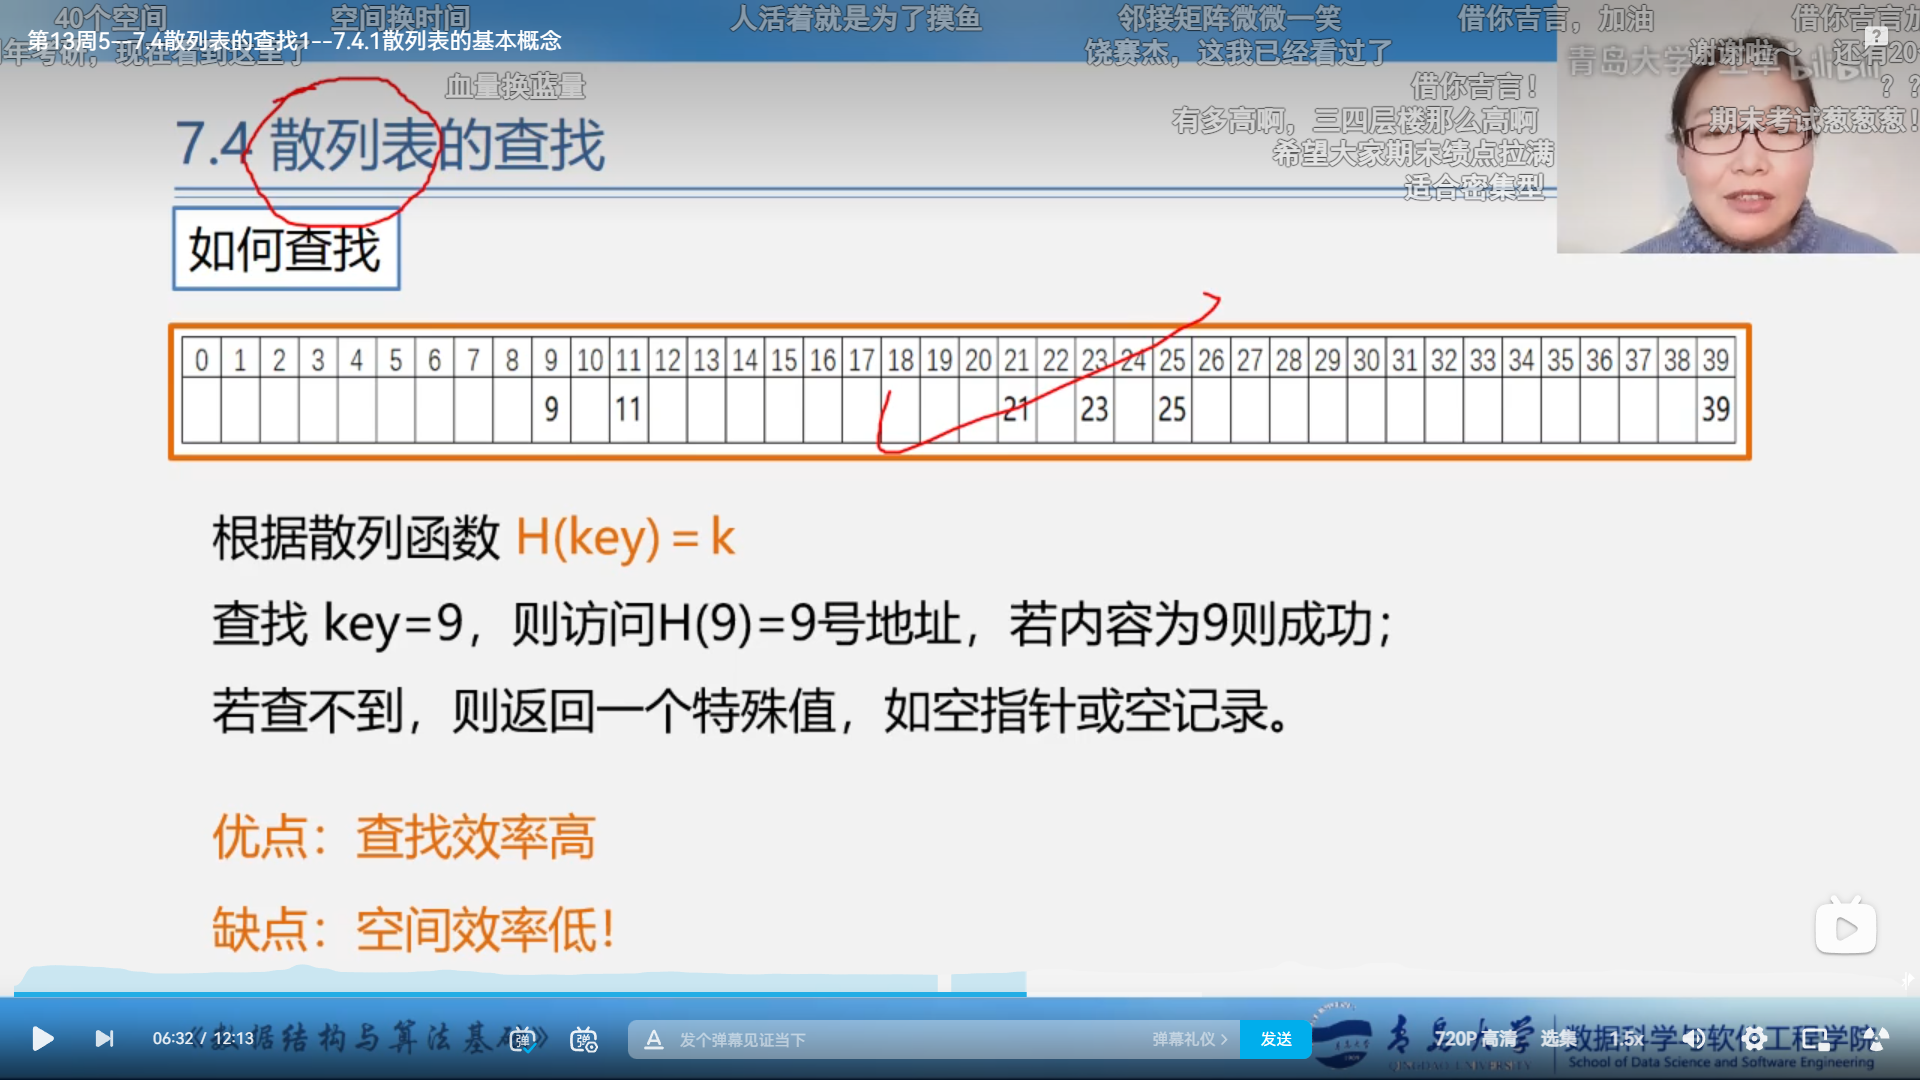 40个空间
空间换时间
人活着就是为了摸鱼
邻接矩阵微微一笑
借你吉言，加油
借你吉言加
第13周5--7.4散列表的查找1--7.4.1散列表的基本概念
现在看到这里了
饶赛杰，这我已经看过了
青岛大学
谢谢啦~
还有20
bilibili
血量换蓝量
借你吉言！
？？
有多高啊，三四层楼那么高啊
期末考试葱葱葱！
7.4 散列表的查找
希望大家期末绩点拉满
适合密集型
如何查找
0 1 2 3 4 5 6 7 8 9 10 11 12 13 14 15 16 17 18 19 20 21 22 23 24 25 26 27 28 29 30 31 32 33 34 35 36 37 38 39
9 11 21 23 25 39
根据散列函数 H(key) = k
查找 key=9，则访问H(9)=9号地址，若内容为9则成功；
若查不到，则返回一个特殊值，如空指针或空记录。
优点：查找效率高
缺点：空间效率低！
06:32 / 12:13
《数据结构与算法基础》
弹
弹
A
发个弹幕见证当下
弹幕礼仪 >
发送
青岛大学
QINGDAO UNIVERSITY
720P 高清
选集
1.5x
数据科学与软件工程学院
School of Data Science and Software Engineering